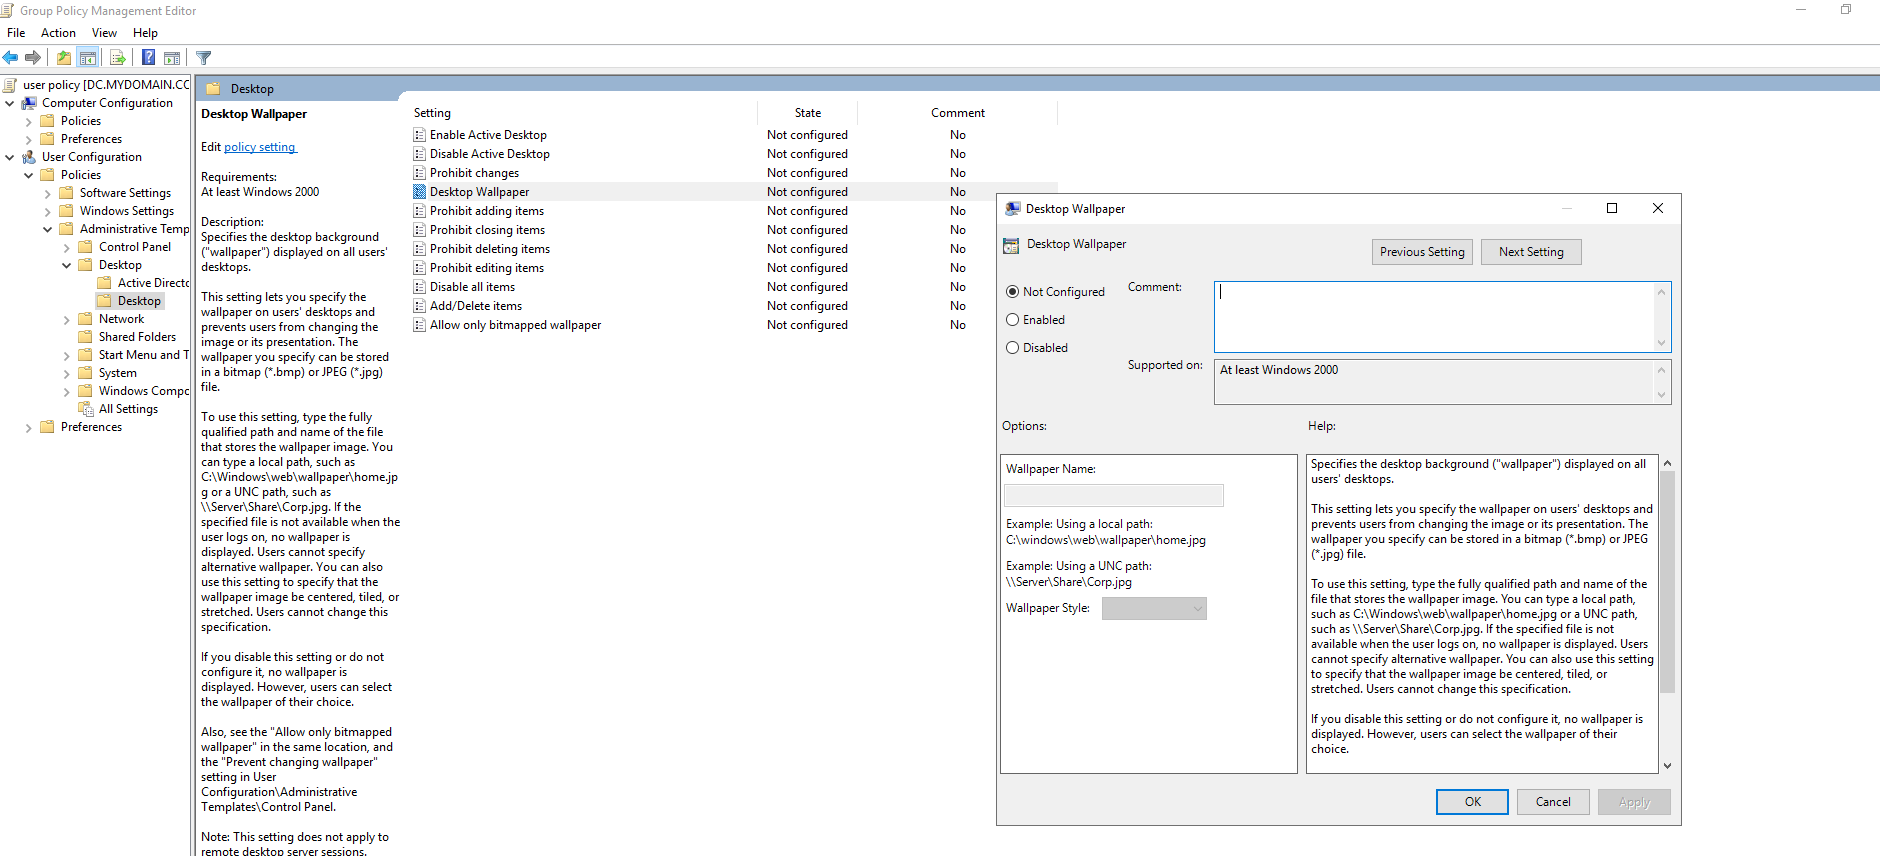 Group Policy Management Editor
File Action View Help
user policy [DC.MYDOMAIN.CC
Computer Configuration
Policies
Preferences
User Configuration
Policies
Software Settings
Windows Settings
Administrative Temp
Control Panel
Desktop
Active Directo
Desktop
Network
Shared Folders
Start Menu and T
System
Windows Compo
All Settings
Preferences
Desktop
Desktop Wallpaper
Edit policy setting
Requirements:
At least Windows 2000
Description:
Specifies the desktop background
("wallpaper") displayed on all users'
desktops.
This setting lets you specify the
wallpaper on users' desktops and
prevents users from changing the
image or its presentation. The
wallpaper you specify can be stored
in a bitmap (*.bmp) or JPEG (*.jpg)
file.
To use this setting, type the fully
qualified path and name of the file
that stores the wallpaper image. You
can type a local path, such as
C:\Windows\web\wallpaper\home.jp
g or a UNC path, such as
\\Server\Share\Corp.jpg. If the
specified file is not available when the
user logs on, no wallpaper is
displayed. Users cannot specify
alternative wallpaper. You can also
use this setting to specify that the
wallpaper image be centered, tiled, or
stretched. Users cannot change this
specification.
If you disable this setting or do not
configure it, no wallpaper is
displayed. However, users can select
the wallpaper of their choice.
Also, see the "Allow only bitmapped
wallpaper" in the same location, and
the "Prevent changing wallpaper"
setting in User
Configuration\Administrative
Templates\Control Panel.
Note: This setting does not apply to
remote desktop server sessions.
Setting State Comment
Enable Active Desktop Not configured No
Disable Active Desktop Not configured No
Prohibit changes Not configured No
Desktop Wallpaper Not configured No
Prohibit adding items Not configured No
Prohibit closing items Not configured No
Prohibit deleting items Not configured No
Prohibit editing items Not configured No
Disable all items Not configured No
Add/Delete items Not configured No
Allow only bitmapped wallpaper Not configured No
Desktop Wallpaper
Desktop Wallpaper
Previous Setting Next Setting
Not Configured
Enabled
Disabled
Comment:
Supported on:
At least Windows 2000
Options:
Wallpaper Name:
Example: Using a local path:
C:\windows\web\wallpaper\home.jpg
Example: Using a UNC path:
\\Server\Share\Corp.jpg
Wallpaper Style:
Help:
Specifies the desktop background ("wallpaper") displayed on all
users' desktops.
This setting lets you specify the wallpaper on users' desktops and
prevents users from changing the image or its presentation. The
wallpaper you specify can be stored in a bitmap (*.bmp) or JPEG
(*.jpg) file.
To use this setting, type the fully qualified path and name of the
file that stores the wallpaper image. You can type a local path,
such as C:\Windows\web\wallpaper\home.jpg or a UNC path,
such as \\Server\Share\Corp.jpg. If the specified file is not
available when the user logs on, no wallpaper is displayed. Users
cannot specify alternative wallpaper. You can also use this setting
to specify that the wallpaper image be centered, tiled, or
stretched. Users cannot change this specification.
If you disable this setting or do not configure it, no wallpaper is
displayed. However, users can select the wallpaper of their
choice.
OK Cancel Apply